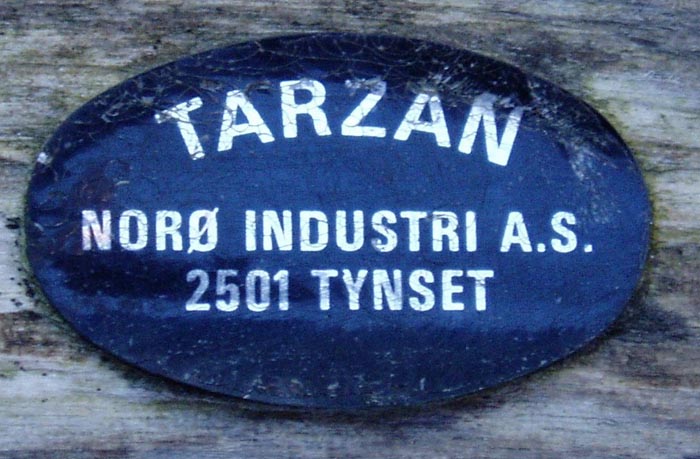 TARZAN
NORØ INDUSTRI A.S.
2501 TYNSET